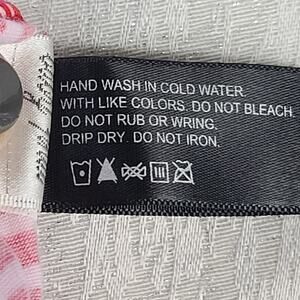 HAND WASH IN COLD WATER.
WITH LIKE COLORS. DO NOT BLEACH.
DO NOT RUB OR WRING.
DRIP DRY. DO NOT IRON.